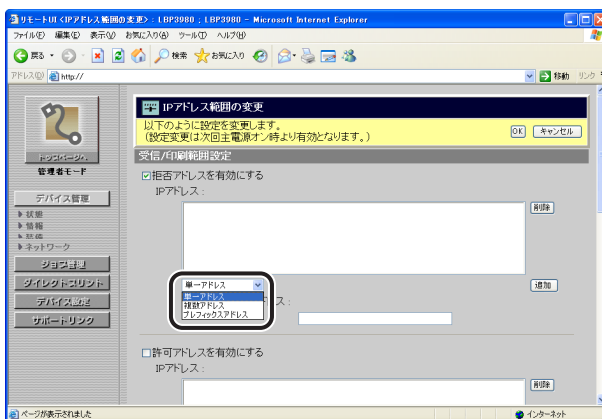 リモートUI <IPアドレス範囲の変更> : LBP3980 ; LBP3980 - Microsoft Internet Explorer
ファイル(F) 編集(E) 表示(V) お気に入り(A) ツール(T) ヘルプ(H)
戻る 検索 お気に入り
アドレス(D) http:// 移動 リンク
IPアドレス範囲の変更
以下のように設定を変更します。
(設定変更は次回主電源オン時より有効となります。)
OK キャンセル
トップページへ
管理者モード
デバイス管理
状態
情報
装備
ネットワーク
ジョブ管理
ダイレクトプリント
デバイス設定
サポートリンク
受信/印刷範囲設定
拒否アドレスを有効にする
IPアドレス :
削除
単一アドレス
追加
単一アドレス
複数アドレス
プレフィックスアドレス
ス :
許可アドレスを有効にする
IPアドレス :
削除
ページが表示されました
インターネット